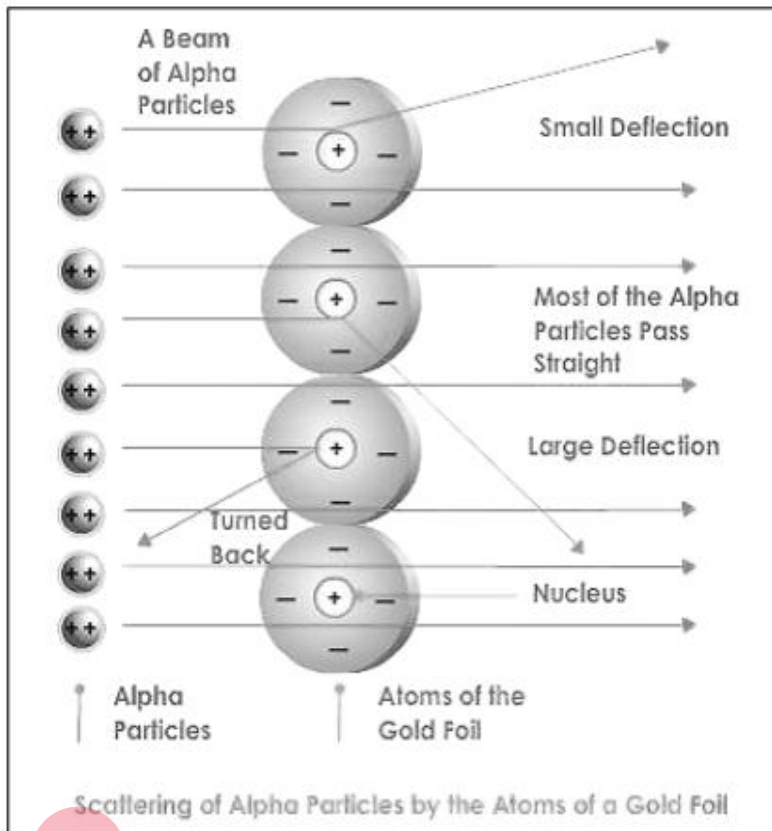 A Beam
of Alpha
Particles
Small Deflection
Most of the Alpha
Particles Pass
Straight
Large Deflection
Turned
Back
Nucleus
Alpha
Particles
Atoms of the
Gold Foil
Scattering of Alpha Particles by the Atoms of a Gold Foil